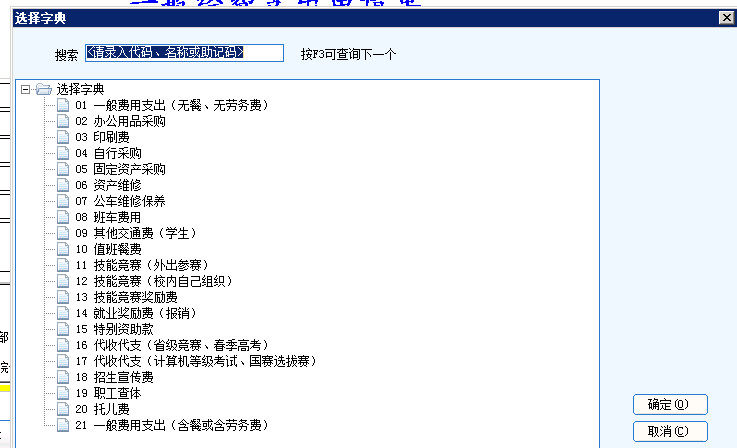 选择字典
搜索 <请录入代码、名称或助记码> 按F3可查询下一个
选择字典
01 一般费用支出（无餐、无劳务费）
02 办公用品采购
03 印刷费
04 自行采购
05 固定资产采购
06 资产维修
07 公车维修保养
08 班车费用
09 其他交通费（学生）
10 值班餐费
11 技能竞赛（外出参赛）
12 技能竞赛（校内自己组织）
13 技能竞赛奖励费
14 就业奖励费（报销）
15 特别资助款
16 代收代支（省级竞赛、春季高考）
17 代收代支（计算机等级考试、国赛选拔赛）
18 招生宣传费
19 职工查体
20 托儿费
21 一般费用支出（含餐或含劳务费）
确定(O)
取消(C)
部
院